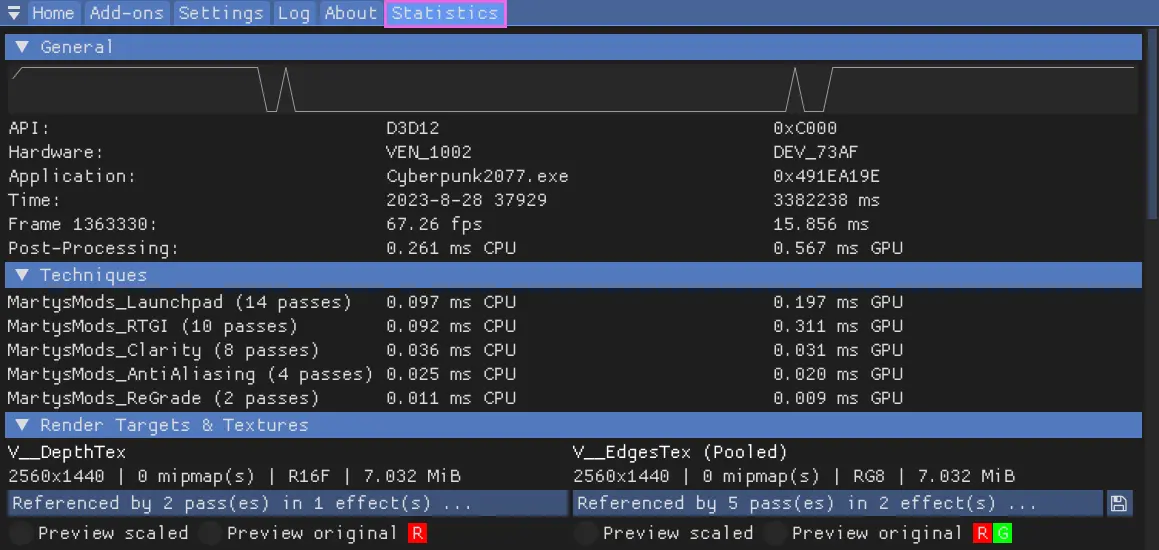 Home Add-ons Settings Log About Statistics
General
API: D3D12 0xC000
Hardware: VEN_1002 DEV_73AF
Application: Cyberpunk2077.exe 0x491EA19E
Time: 2023-8-28 37929 3382238 ms
Frame 1363330: 67.26 fps 15.856 ms
Post-Processing: 0.261 ms CPU 0.567 ms GPU
Techniques
MartysMods_Launchpad (14 passes) 0.097 ms CPU 0.197 ms GPU
MartysMods_RTGI (10 passes) 0.092 ms CPU 0.311 ms GPU
MartysMods_Clarity (8 passes) 0.036 ms CPU 0.031 ms GPU
MartysMods_AntiAliasing (4 passes) 0.025 ms CPU 0.020 ms GPU
MartysMods_ReGrade (2 passes) 0.011 ms CPU 0.009 ms GPU
Render Targets & Textures
V__DepthTex V__EdgesTex (Pooled)
2560x1440 | 0 mipmap(s) | R16F | 7.032 MiB 2560x1440 | 0 mipmap(s) | RG8 | 7.032 MiB
Referenced by 2 pass(es) in 1 effect(s) ... Referenced by 5 pass(es) in 2 effect(s) ...
Preview scaled Preview original R Preview scaled Preview original R G